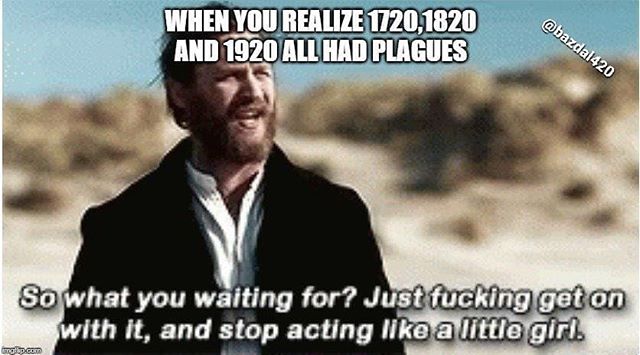 WHEN YOU REALIZE 1720,1820
AND 1920 ALL HAD PLAGUES
@bazdal420
So what you waiting for? Just fucking get on
with it, and stop acting like a little girl.
imgflip.com